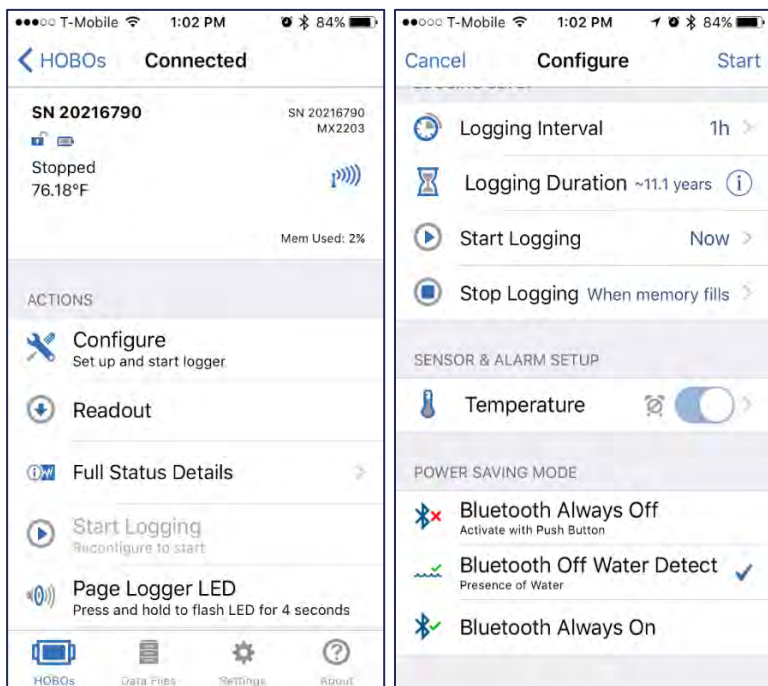 T-Mobile 1:02 PM 84%
HOBOs Connected
SN 20216790
SN 20216790
MX2203
Stopped
76.18°F
Mem Used: 2%
ACTIONS
Configure
Set up and start logger
Readout
Full Status Details
Start Logging
Reconfigure to start
Page Logger LED
Press and hold to flash LED for 4 seconds
HOBOs Data Files Settings About
T-Mobile 1:02 PM 84%
Cancel Configure Start
Logging Interval 1h
Logging Duration ~11.1 years
Start Logging Now
Stop Logging When memory fills
SENSOR & ALARM SETUP
Temperature
POWER SAVING MODE
Bluetooth Always Off
Activate with Push Button
Bluetooth Off Water Detect
Presence of Water
Bluetooth Always On